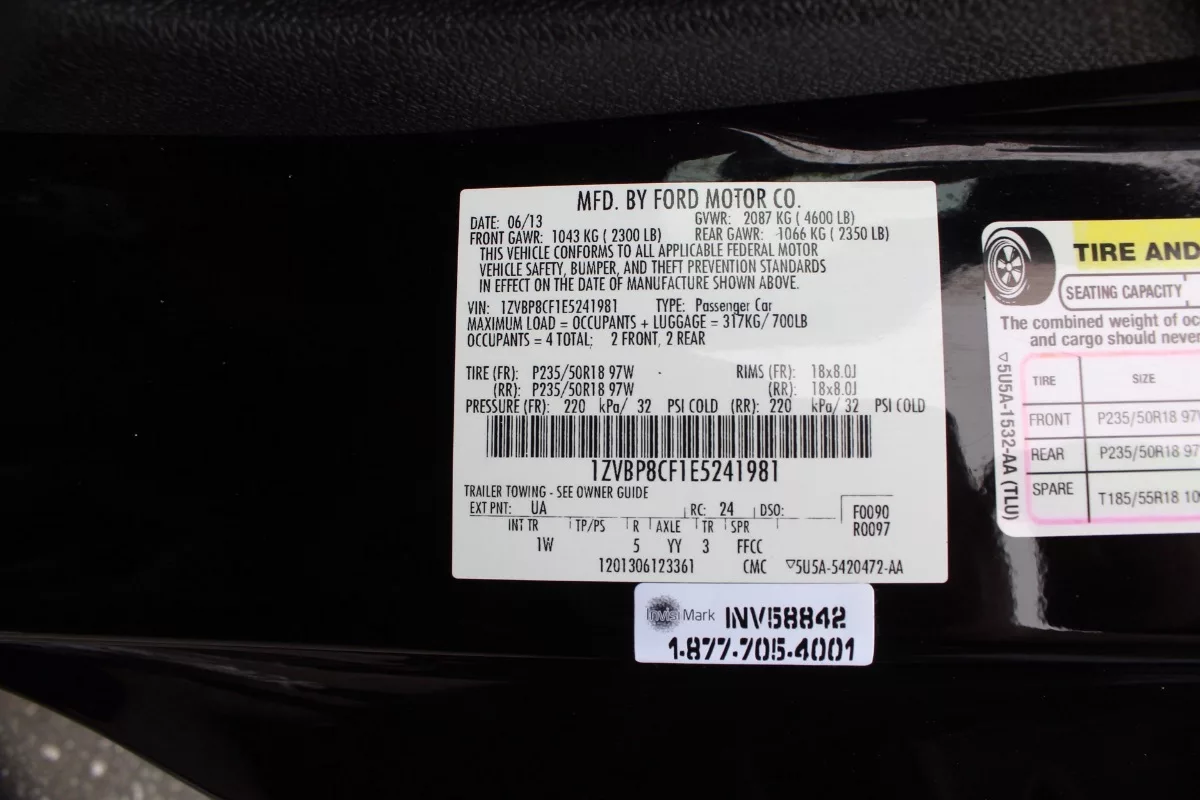 MFD. BY FORD MOTOR CO.
DATE: 06/13 GVWR: 2087 KG ( 4600 LB)
FRONT GAWR: 1043 KG ( 2300 LB) REAR GAWR: 1066 KG ( 2350 LB)
THIS VEHICLE CONFORMS TO ALL APPLICABLE FEDERAL MOTOR
VEHICLE SAFETY, BUMPER, AND THEFT PREVENTION STANDARDS
IN EFFECT ON THE DATE OF MANUFACTURE SHOWN ABOVE.
VIN: 1ZVBP8CF1E5241981 TYPE: Passenger Car
MAXIMUM LOAD = OCCUPANTS + LUGGAGE = 317KG/ 700LB
OCCUPANTS = 4 TOTAL; 2 FRONT, 2 REAR
TIRE (FR): P235/50R18 97W RIMS (FR): 18x8.0J
(RR): P235/50R18 97W (RR): 18x8.0J
PRESSURE (FR): 220 kPa/ 32 PSI COLD (RR): 220 kPa/ 32 PSI COLD
1ZVBP8CF1E5241981
TRAILER TOWING - SEE OWNER GUIDE
EXT PNT: UA RC: 24 DSO: F0090
R0097
INT TR TP/PS R AXLE TR SPR
1W 5 YY 3 FFCC
1201306123361 CMC ▽5U5A-5420472-AA
InvisiMark INV58842
1-877-705-4001
TIRE AND
SEATING CAPACITY
The combined weight of oc
and cargo should never
▽5U5A-1532-AA (TLU)
TIRE SIZE
FRONT P235/50R18 97
REAR P235/50R18 97
SPARE T185/55R18 10